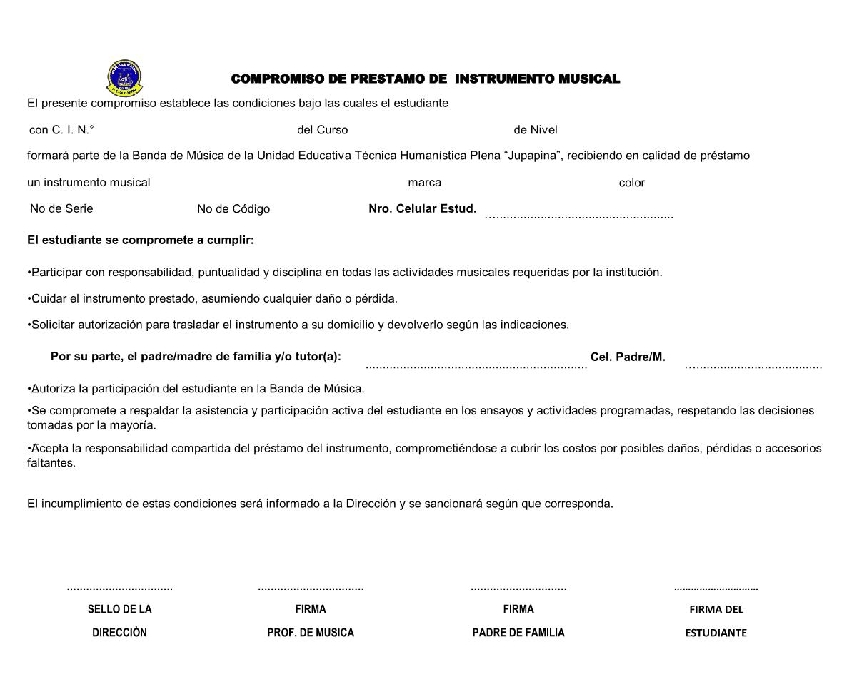 COMPROMISO DE PRESTAMO DE INSTRUMENTO MUSICAL
El presente compromiso establece las condiciones bajo las cuales el estudiante
con C. I. N.° del Curso de Nivel
formará parte de la Banda de Música de la Unidad Educativa Técnica Humanística Plena “Jupapina”, recibiendo en calidad de préstamo
un instrumento musical marca color
No de Serie No de Código Nro. Celular Estud. ........................................................
El estudiante se compromete a cumplir:
•Participar con responsabilidad, puntualidad y disciplina en todas las actividades musicales requeridas por la institución.
•Cuidar el instrumento prestado, asumiendo cualquier daño o pérdida.
•Solicitar autorización para trasladar el instrumento a su domicilio y devolverlo según las indicaciones.
Por su parte, el padre/madre de familia y/o tutor(a): .................................................................. Cel. Padre/M. .........................................
•Autoriza la participación del estudiante en la Banda de Música.
•Se compromete a respaldar la asistencia y participación activa del estudiante en los ensayos y actividades programadas, respetando las decisiones
tomadas por la mayoría.
•Acepta la responsabilidad compartida del préstamo del instrumento, comprometiéndose a cubrir los costos por posibles daños, pérdidas o accesorios
faltantes.
El incumplimiento de estas condiciones será informado a la Dirección y se sancionará según que corresponda.
................................ ................................ ............................. ..............................
SELLO DE LA FIRMA FIRMA FIRMA DEL
DIRECCIÓN PROF. DE MUSICA PADRE DE FAMILIA ESTUDIANTE